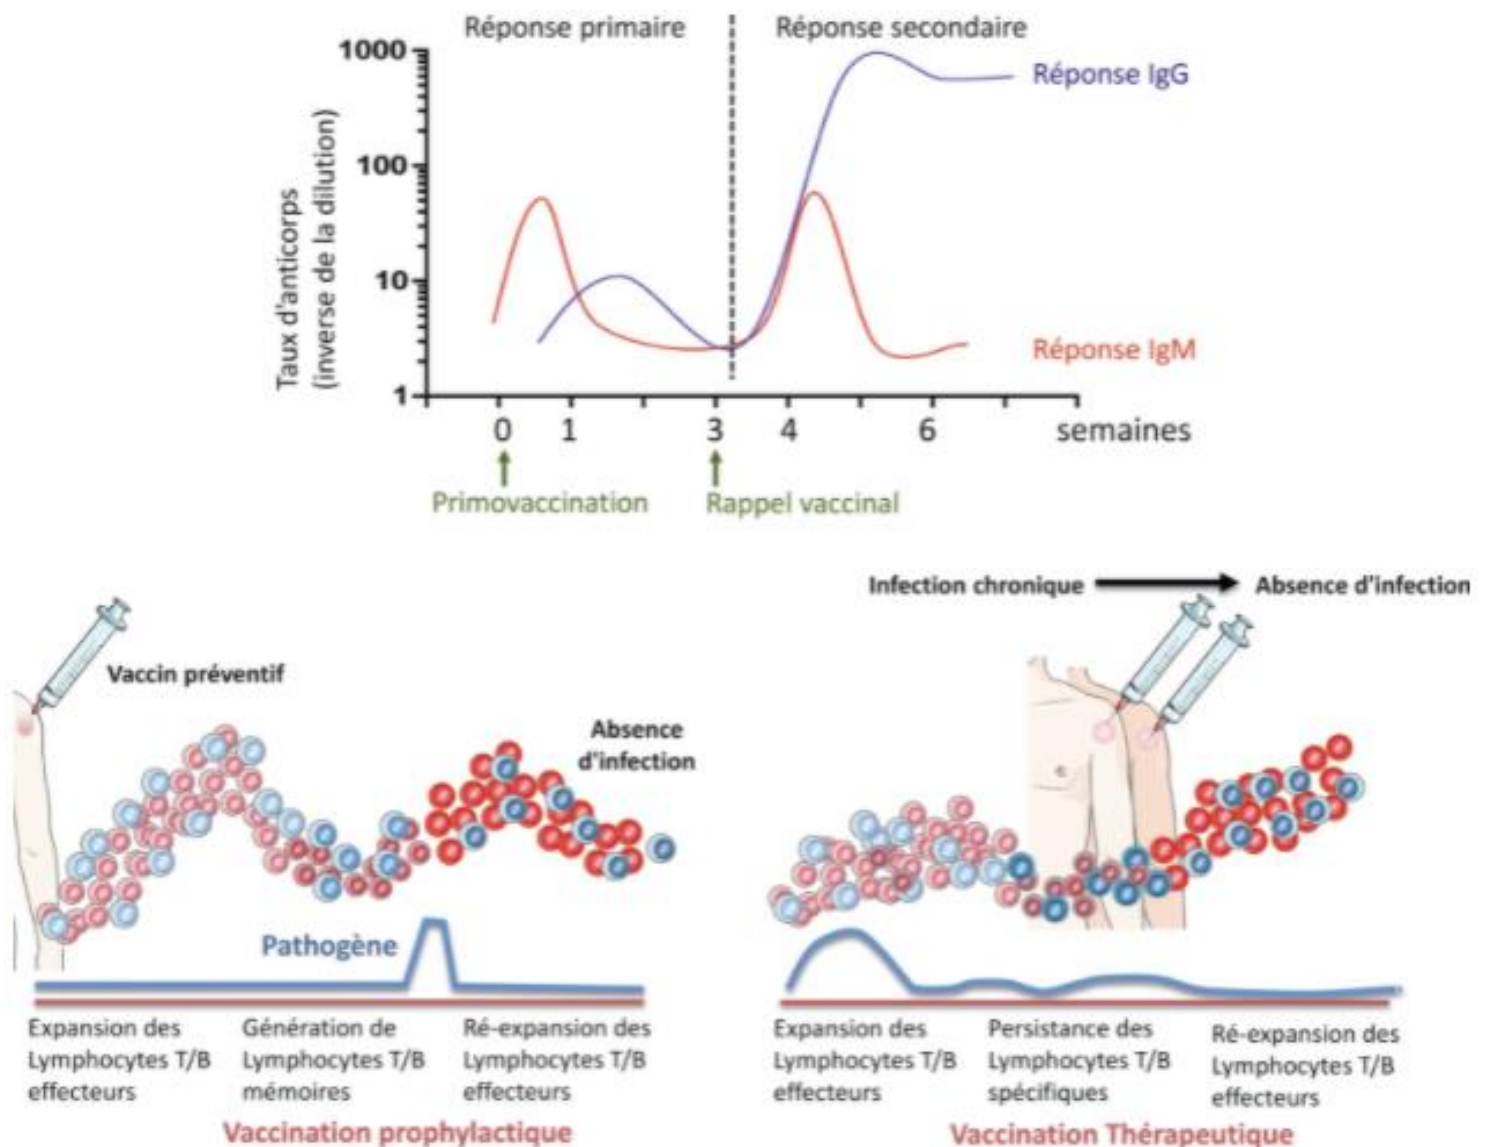 Réponse primaire
Réponse secondaire
1000
100
10
1
Taux d'anticorps
(inverse de la dilution)
Réponse IgG
Réponse IgM
0 1 3 4 6 semaines
Primovaccination
Rappel vaccinal
Infection chronique
Absence d'infection
Vaccin préventif
Absence
d'infection
Pathogène
Expansion des
Lymphocytes T/B
effecteurs
Génération de
Lymphocytes T/B
mémoires
Ré-expansion des
Lymphocytes T/B
effecteurs
Vaccination prophylactique
Expansion des
Lymphocytes T/B
effecteurs
Persistance des
Lymphocytes T/B
spécifiques
Ré-expansion des
Lymphocytes T/B
effecteurs
Vaccination Thérapeutique